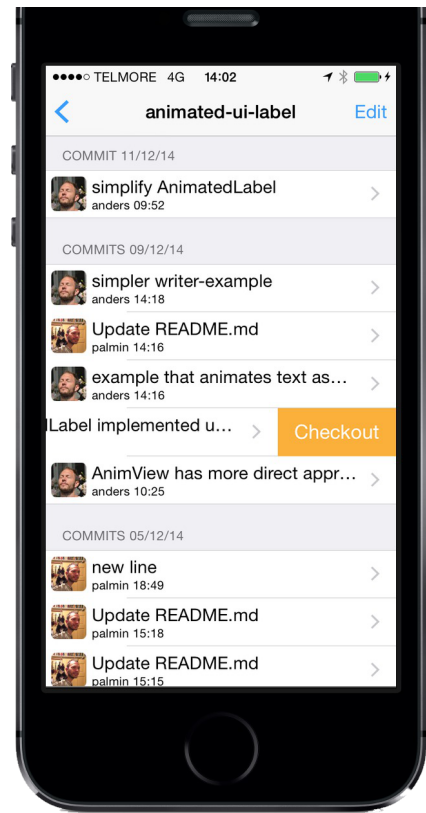 TELMORE 4G 14:02
animated-ui-label Edit
COMMIT 11/12/14
simplify AnimatedLabel
anders 09:52
COMMITS 09/12/14
simpler writer-example
anders 14:18
Update README.md
palmin 14:16
example that animates text as...
anders 14:16
lLabel implemented u... Checkout
AnimView has more direct appr...
anders 10:25
COMMITS 05/12/14
new line
palmin 18:49
Update README.md
palmin 15:18
Update README.md
palmin 15:15